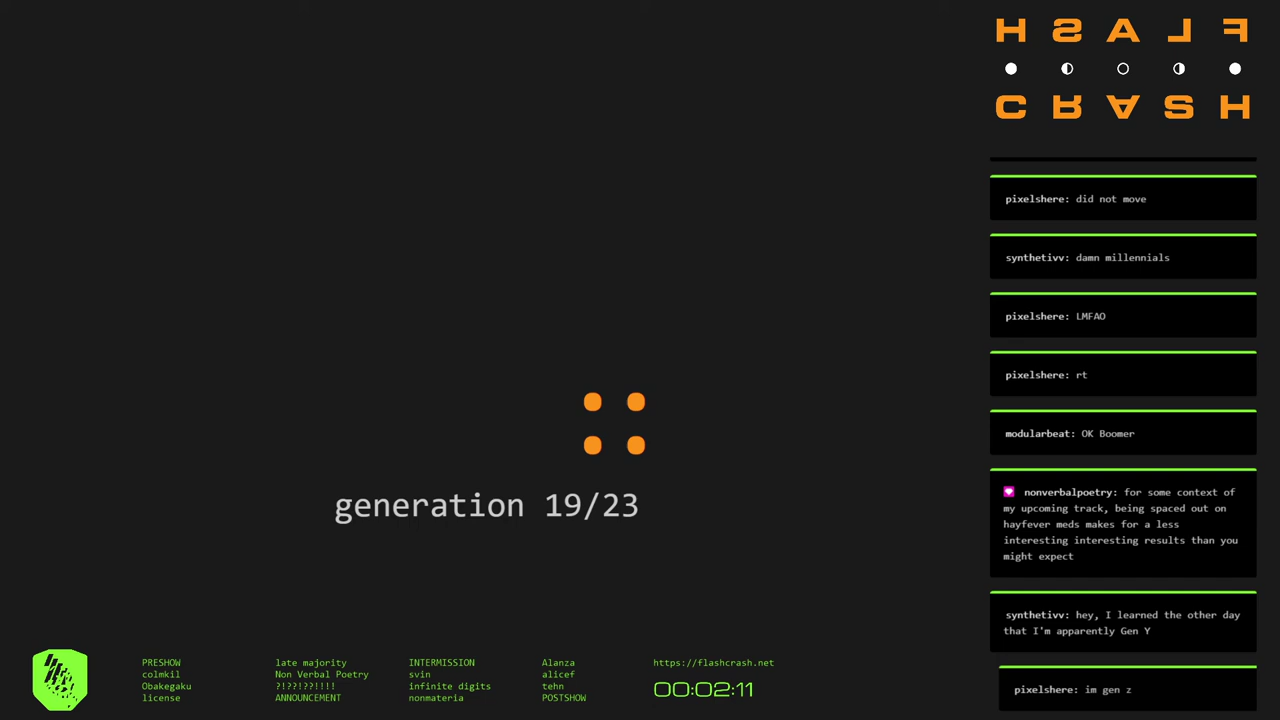 FLASH
CRASH
pixelshere: did not move
synthetivv: damn millennials
pixelshere: LMFAO
pixelshere: rt
modularbeat: OK Boomer
nonverbalpoetry: for some context of
my upcoming track, being spaced out on
hayfever meds makes for a less
interesting interesting results than you
might expect
synthetivv: hey, I learned the other day
that I'm apparently Gen Y
pixelshere: im gen z
generation 19/23
PRESHOW
colmkil
Obakegaku
license
late majority
Non Verbal Poetry
?!??!??!!!!
ANNOUNCEMENT
INTERMISSION
svin
infinite digits
nonmateria
Alanza
alicef
tehn
POSTSHOW
https://flashcrash.net
00:02:11